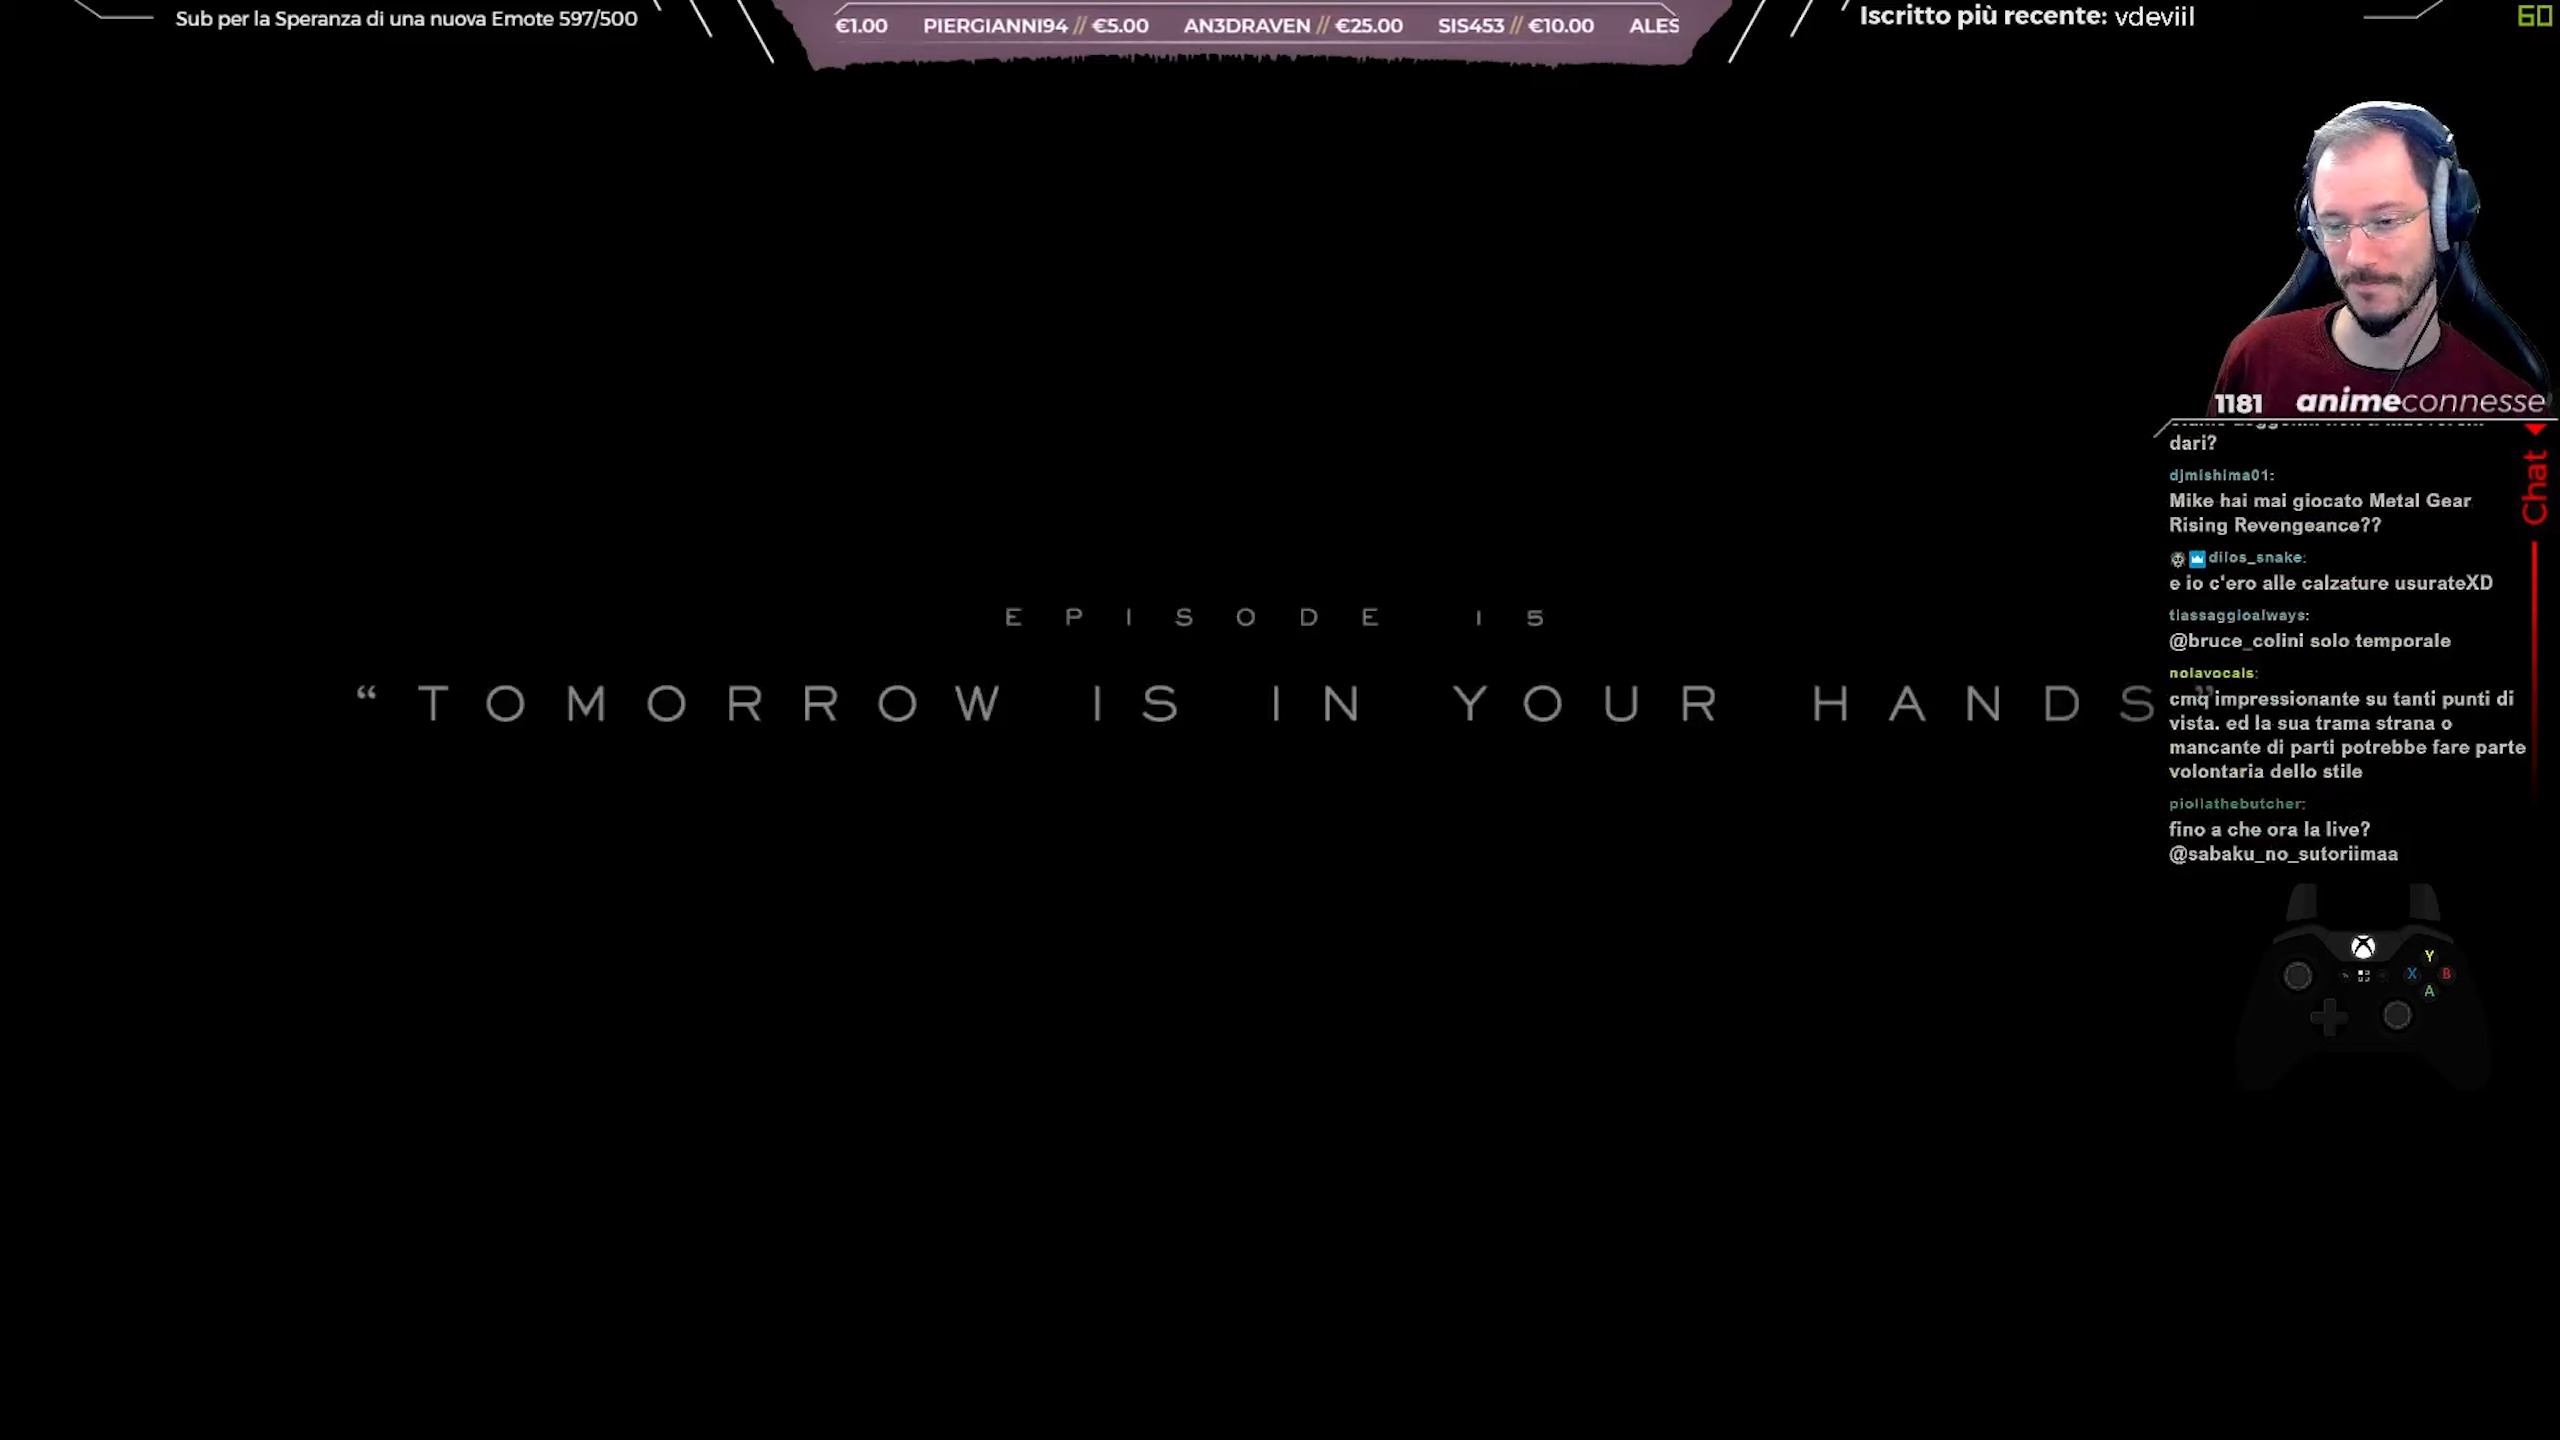 Sub per la Speranza di una nuova Emote 597/500
€1.00 PIERGIANNI94 // €5.00 AN3DRAVEN // €25.00 SIS453 // €10.00 ALES
Iscritto più recente: vdeviil
60
1181 animeconnesse
Chat
dari?
djmishima01:
Mike hai mai giocato Metal Gear
Rising Revengeance??
dilos_snake:
e io c'ero alle calzature usurateXD
tiassaggioalways:
@bruce_colini solo temporale
nolavocals:
cmq impressionante su tanti punti di
vista. ed la sua trama strana o
mancante di parti potrebbe fare parte
volontaria dello stile
piollathebutcher:
fino a che ora la live?
@sabaku_no_sutoriimaa
EPISODE 15
“TOMORROW IS IN YOUR HANDS”
Y
X B
A